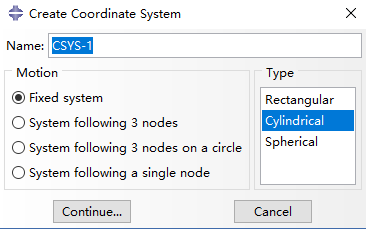 Create Coordinate System
Name: CSYS-1
Motion
Type
Fixed system
System following 3 nodes
System following 3 nodes on a circle
System following a single node
Rectangular
Cylindrical
Spherical
Continue... Cancel